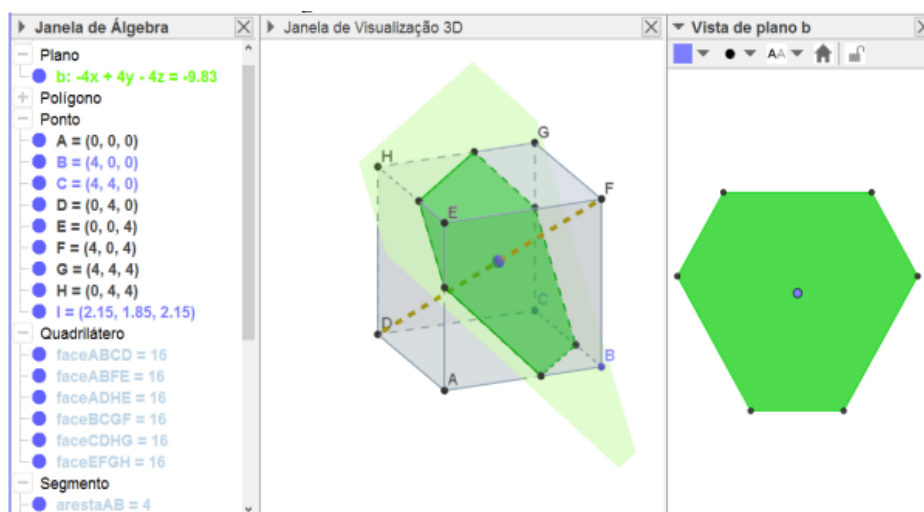 Janela de Álgebra
Plano
b: -4x + 4y - 4z = -9.83
Polígono
Ponto
A = (0, 0, 0)
B = (4, 0, 0)
C = (4, 4, 0)
D = (0, 4, 0)
E = (0, 0, 4)
F = (4, 0, 4)
G = (4, 4, 4)
H = (0, 4, 4)
I = (2.15, 1.85, 2.15)
Quadrilátero
faceABCD = 16
faceABFE = 16
faceADHE = 16
faceBCGF = 16
faceCDHG = 16
faceEFGH = 16
Segmento
arestaAB = 4
Janela de Visualização 3D
G
H
F
E
C
D
B
A
Vista de plano b
AA